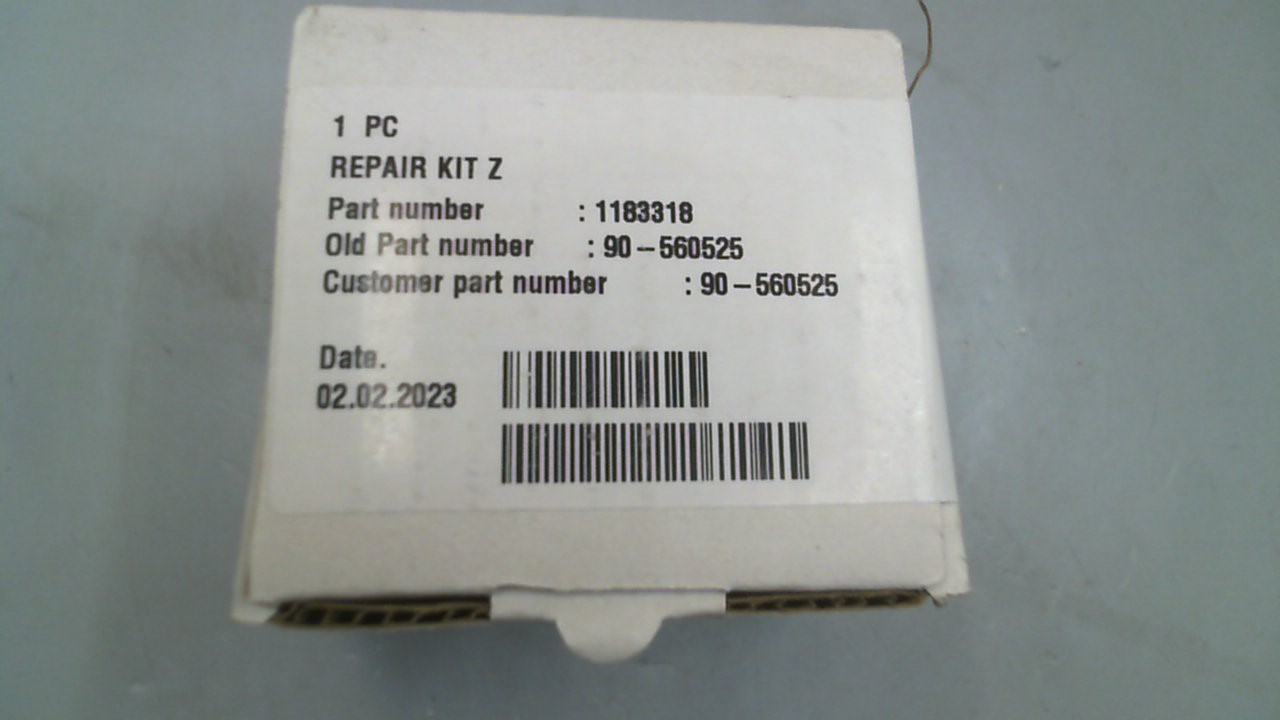 1 PC
REPAIR KIT Z
Part number : 1183318
Old Part number : 90-560525
Customer part number : 90-560525
Date.
02.02.2023